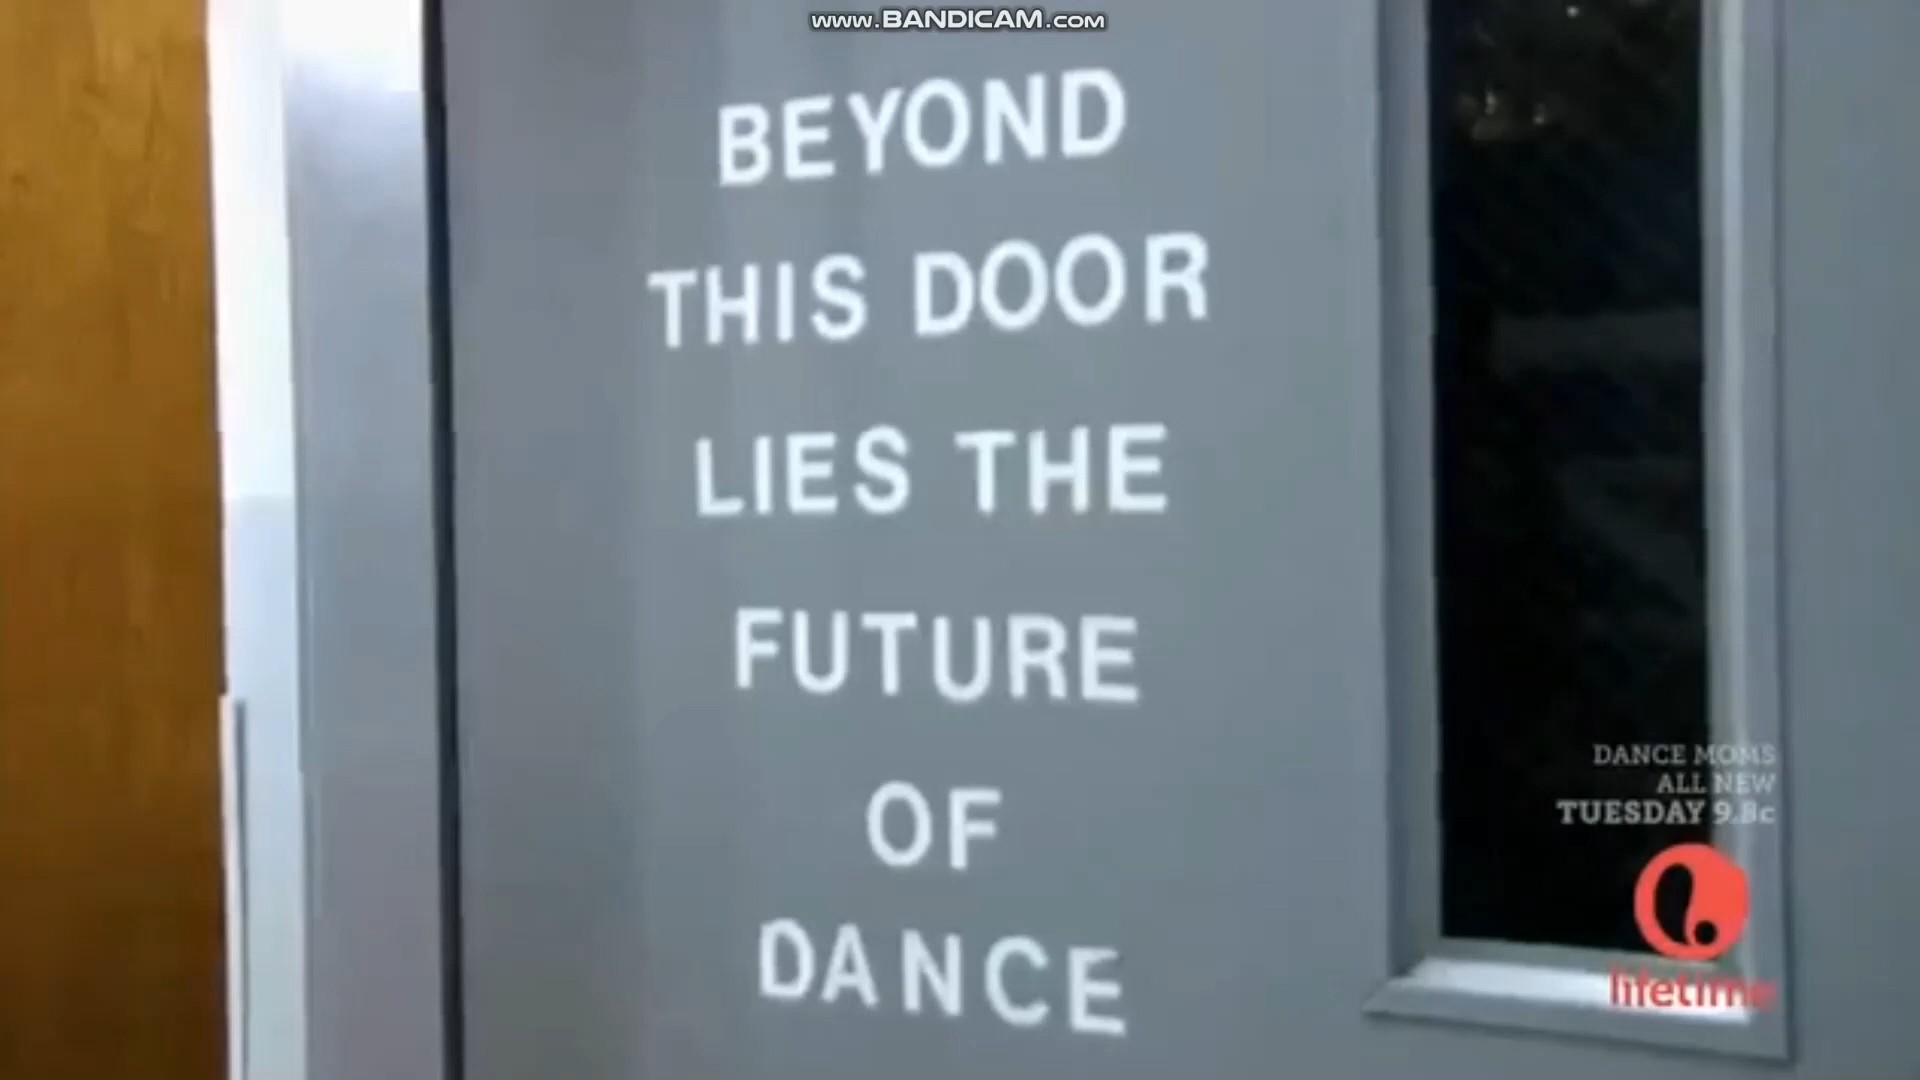 www.BANDICAM.com
BEYOND
THIS DOOR
LIES THE
FUTURE
OF
DANCE
DANCE MOMS
ALL NEW
TUESDAY 9.8c
lifetime